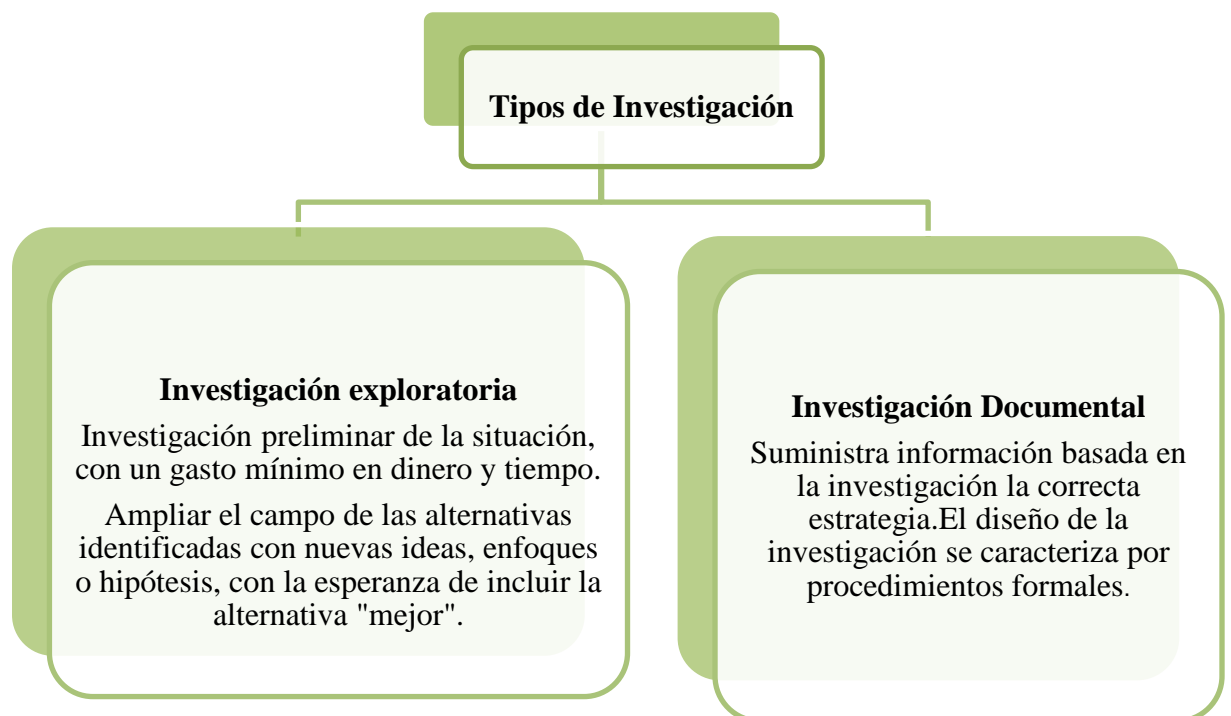 Tipos de Investigación
Investigación exploratoria
Investigación preliminar de la situación,
con un gasto mínimo en dinero y tiempo.
Ampliar el campo de las alternativas
identificadas con nuevas ideas, enfoques
o hipótesis, con la esperanza de incluir la
alternativa "mejor".
Investigación Documental
Suministra información basada en
la investigación la correcta
estrategia.El diseño de la
investigación se caracteriza por
procedimientos formales.